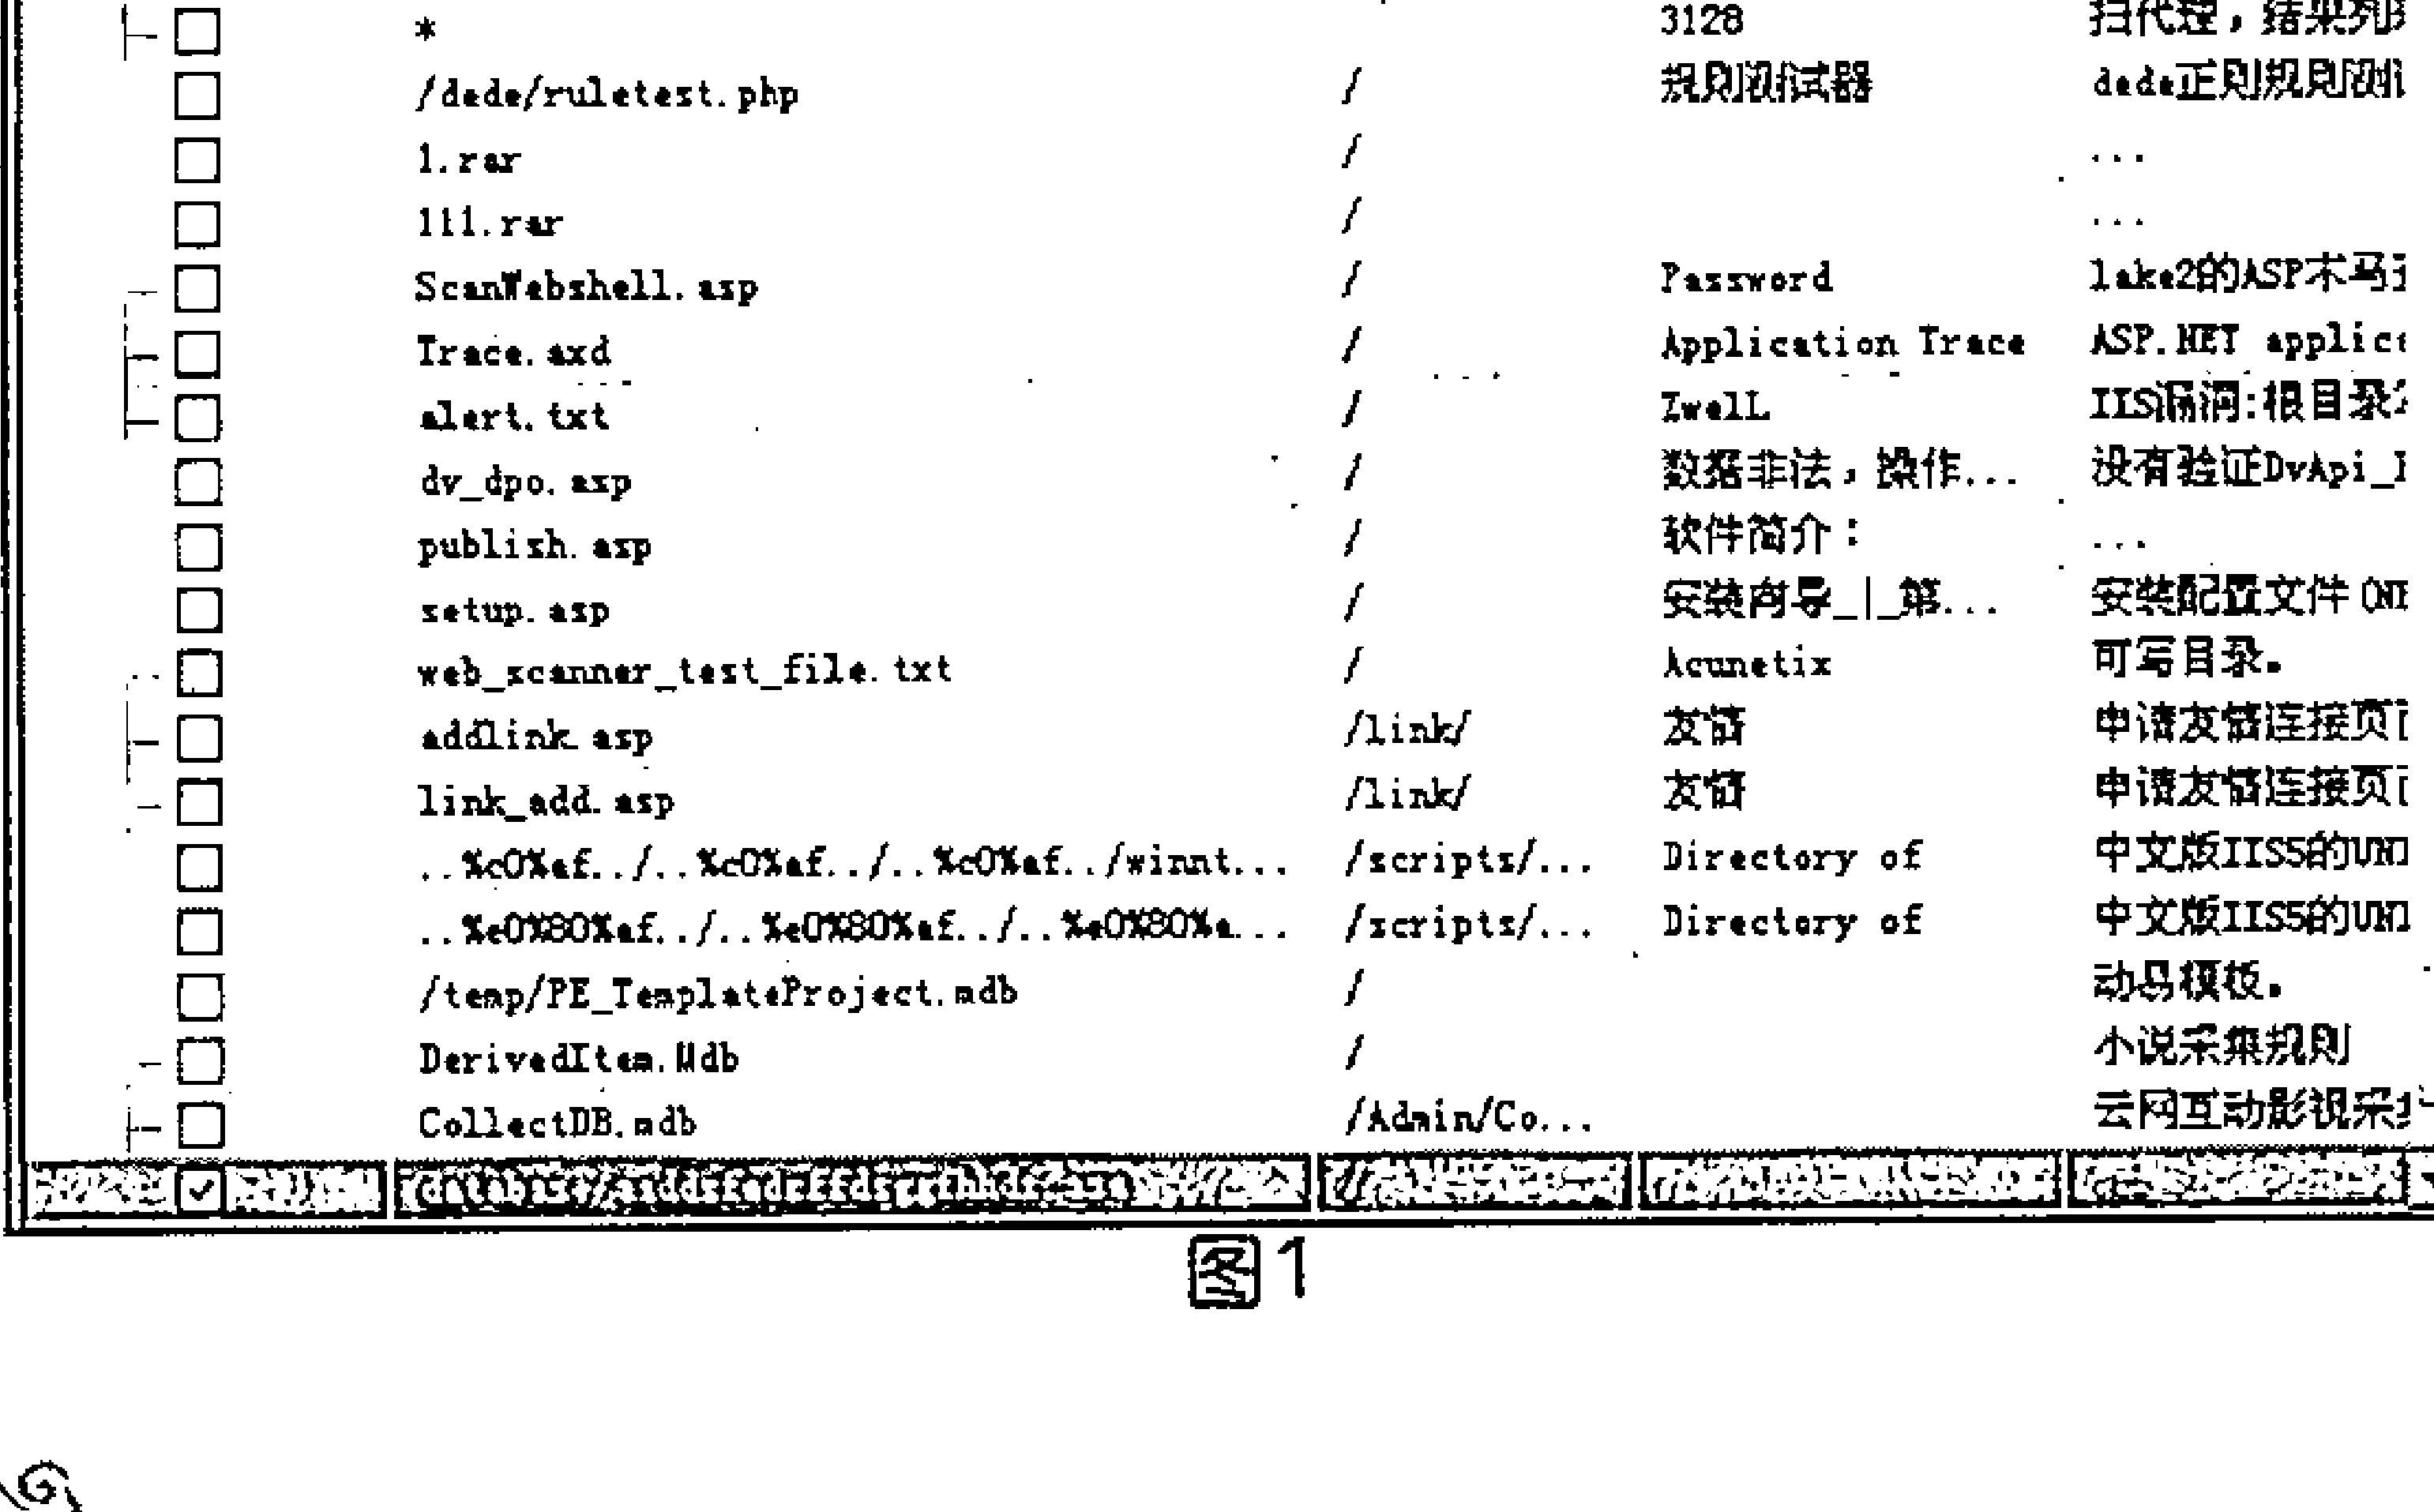 * 3128 扫代理，结果列
/dede/ruletest.php / 规则测试器 dede正则规则测
1.rar / ...
111.rar / ...
ScanWebshell.asp / Password lake2的ASP木马
Trace.axd / Application Trace ASP.NET applic
alert.txt / ZwelL IIS漏洞:根目录
dv_dpo.asp / 数据非法，操作... 没有验证DvApi_
publish.asp / 软件简介： ...
setup.asp / 安装向导_|_第... 安装配置文件
web_scanner_test_file.txt / Acunetix 可写目录。
addlink.asp /link/ 友情 申请友情连接页
link_add.asp /link/ 友情 申请友情连接页
..%c0%af../..%c0%af../..%c0%af../winnt... /scripts/... Directory of 中文版IIS5的UNI
..%e0%80%af../..%e0%80%af../..%e0%80%a... /scripts/... Directory of 中文版IIS5的UNI
/temp/PE_TemplateProject.mdb / 动易模板。
DerivedItem.Mdb / 小说采集规则
CollectDB.mdb /Admin/Co... 云网互动影视采
图1